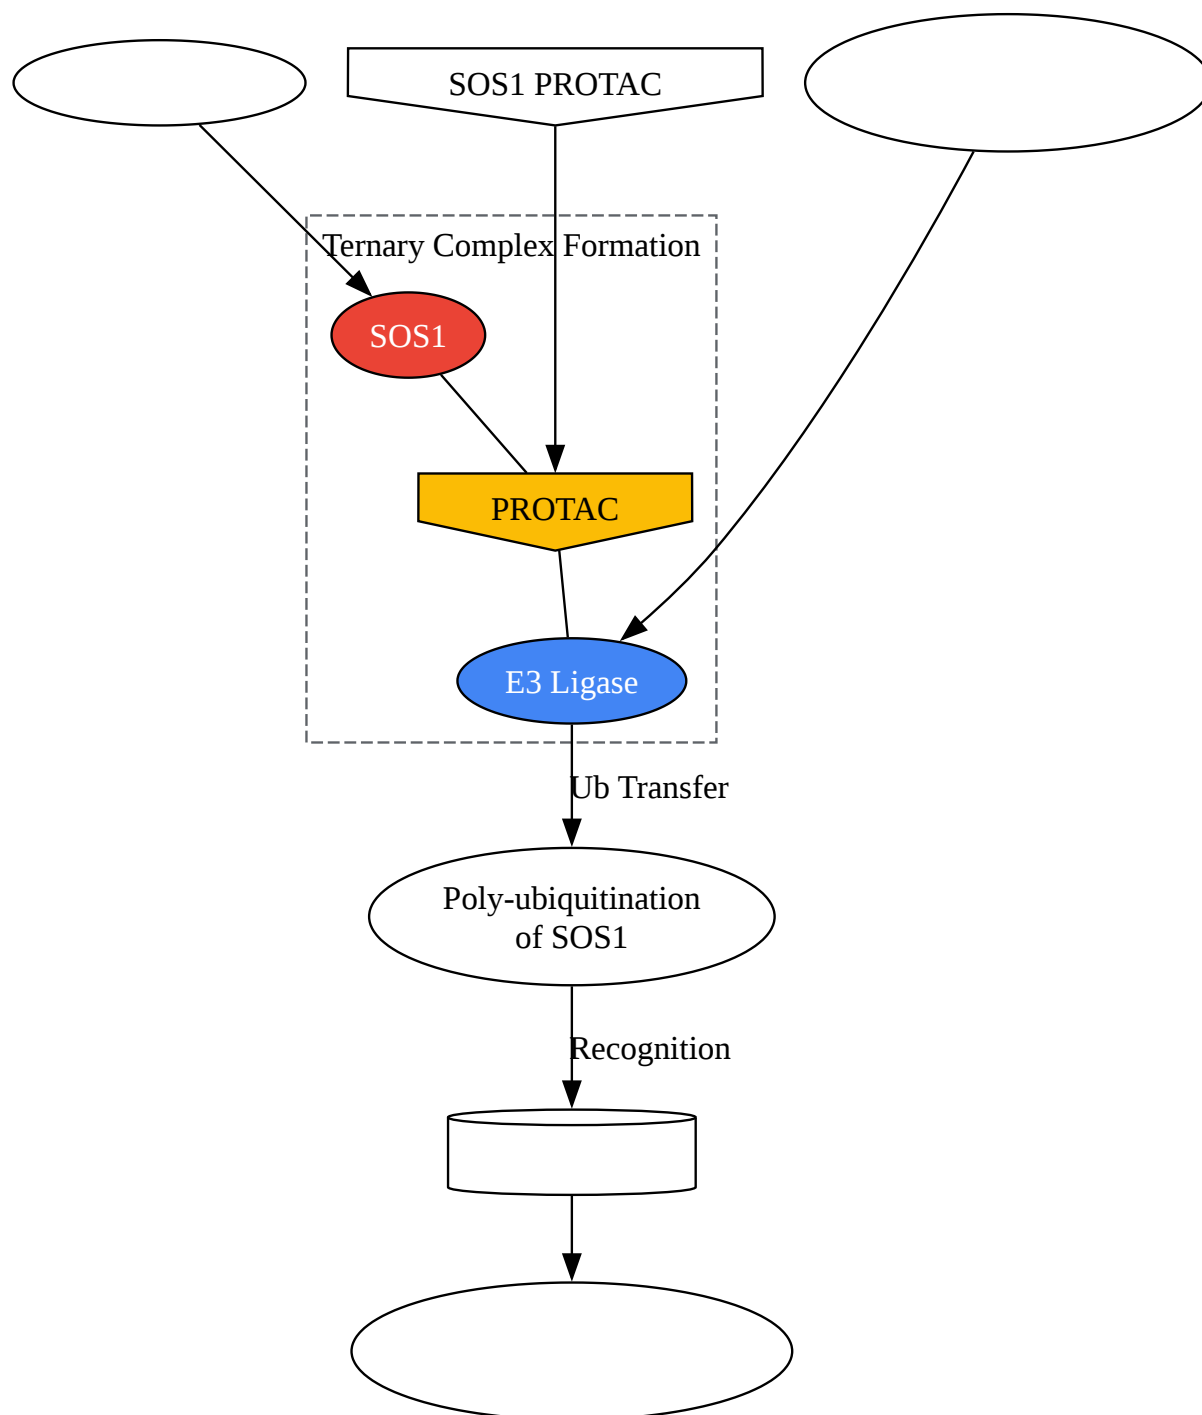 SOS1 PROTAC
Ternary Complex Formation
SOS1
PROTAC
E3 Ligase
Ub Transfer
Poly-ubiquitination
of SOS1
Recognition